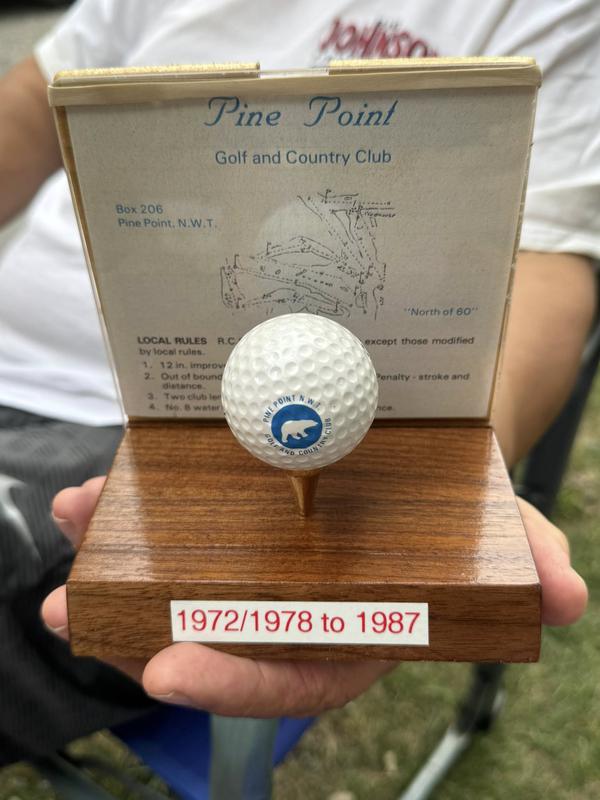 JOHNSO
Pine Point
Golf and Country Club
Box 206
Pine Point, N.W.T.
"North of 60"
LOCAL RULES R.C. except those modified
by local rules.
1. 12 in. improv
2. Out of bound Penalty - stroke and
distance.
3. Two club len
4. No. 8 water nce.
PINE POINT N.W.T.
GOLF AND COUNTRY CLUB
1972/1978 to 1987